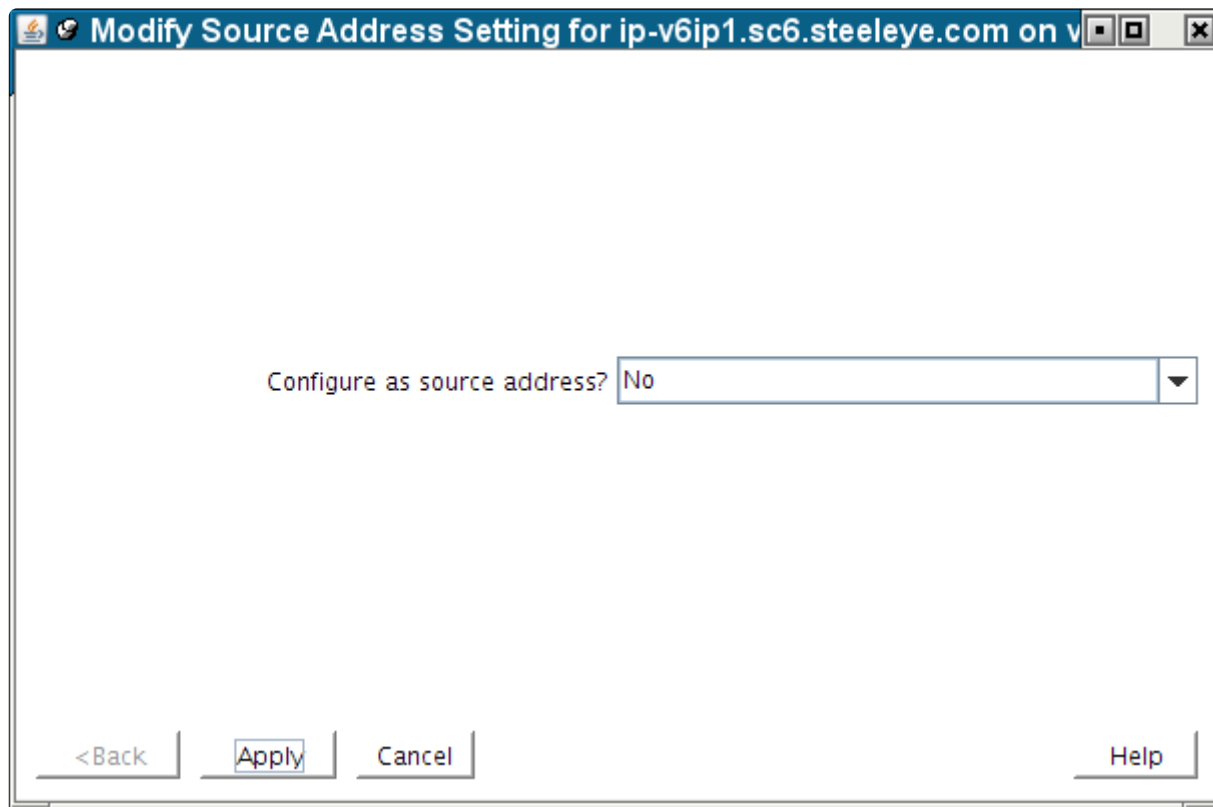 Modify Source Address Setting for ip-v6ip1.sc6.steeleye.com on
Configure as source address? No
<Back Apply Cancel Help